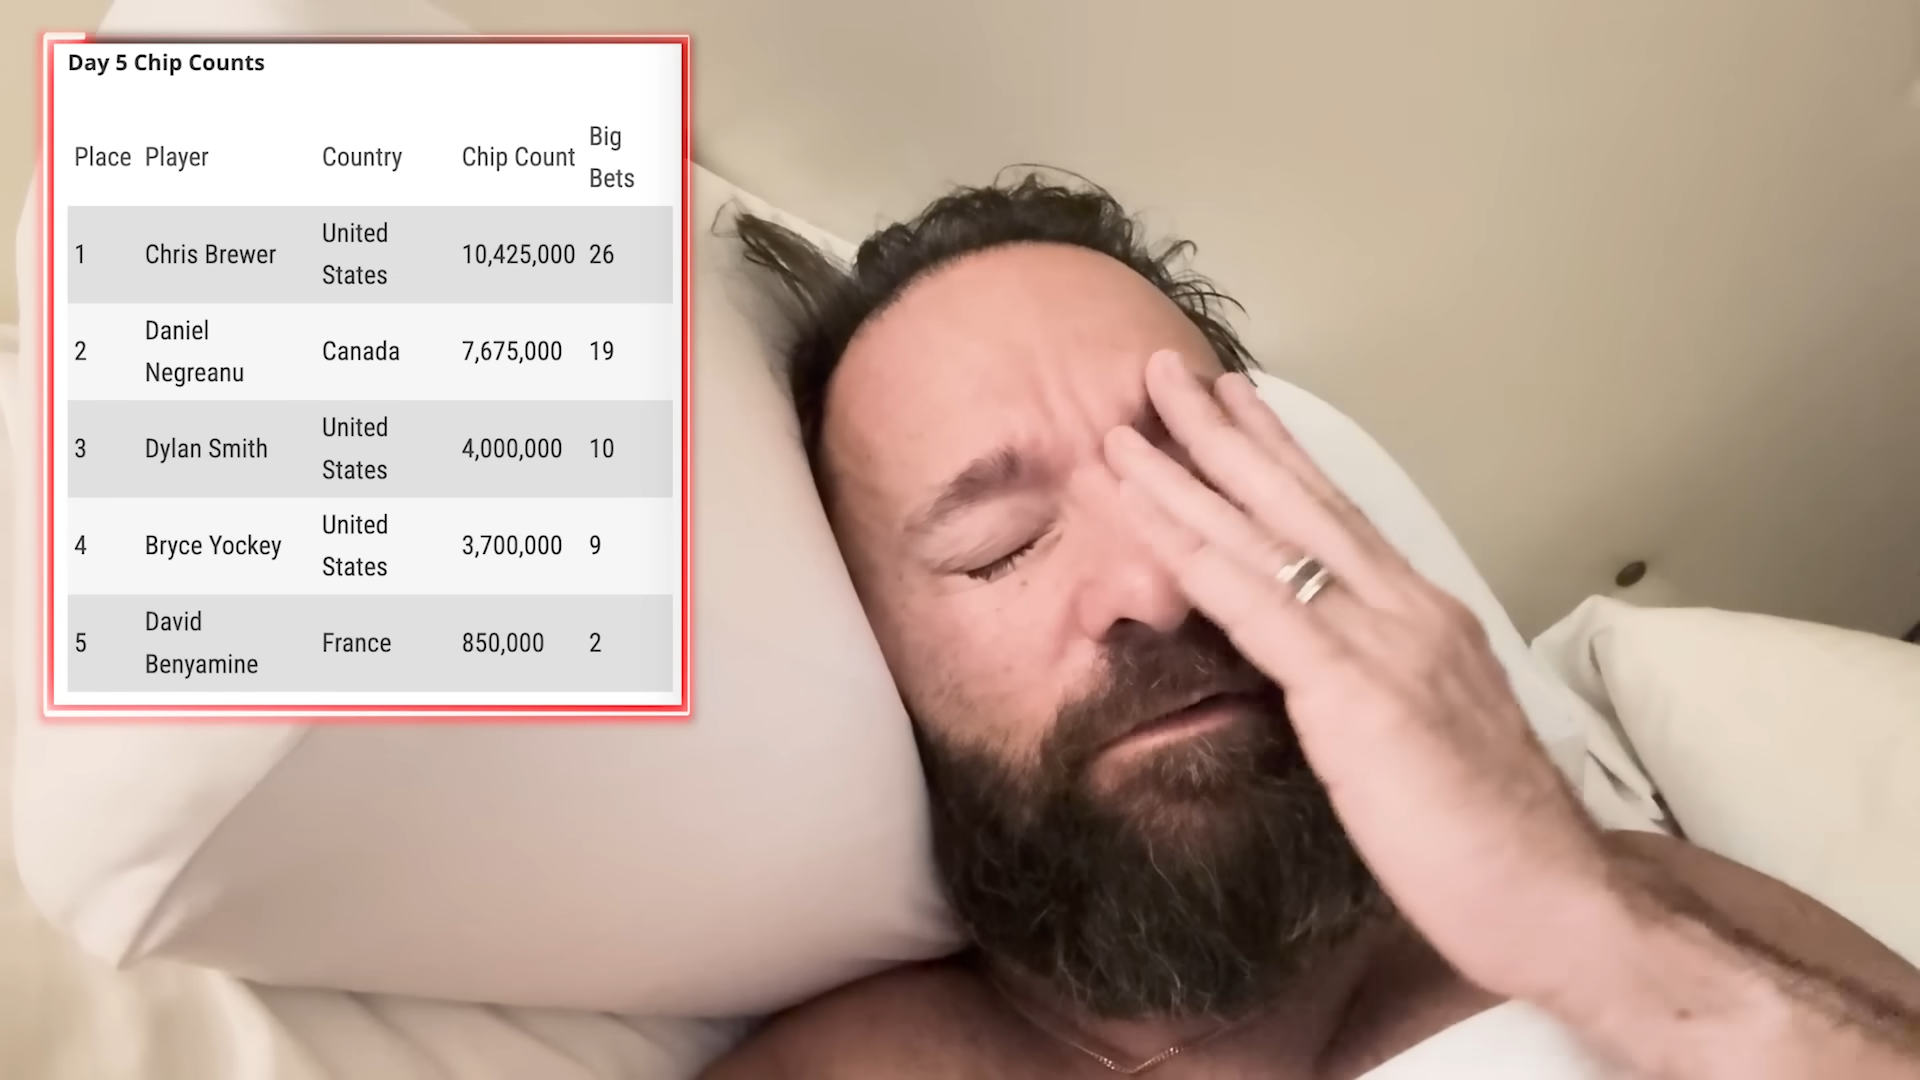 Day 5 Chip Counts
Place Player Country Chip Count Big Bets
1 Chris Brewer United States 10,425,000 26
2 Daniel Negreanu Canada 7,675,000 19
3 Dylan Smith United States 4,000,000 10
4 Bryce Yockey United States 3,700,000 9
5 David Benyamine France 850,000 2